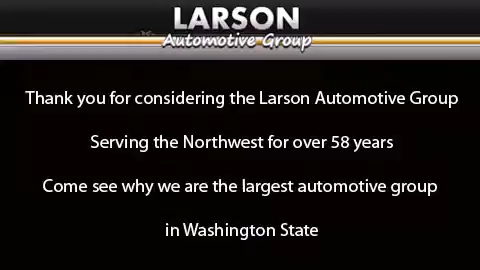 LARSON
Automotive Group
Thank you for considering the Larson Automotive Group
Serving the Northwest for over 58 years
Come see why we are the largest automotive group
in Washington State